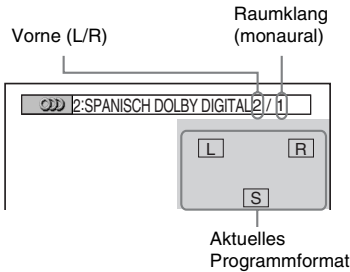 Raumklang
(monaural)
Vorne (L/R)
2:SPANISCH DOLBY DIGITAL 2 / 1
L R
S
Aktuelles
Programmformat